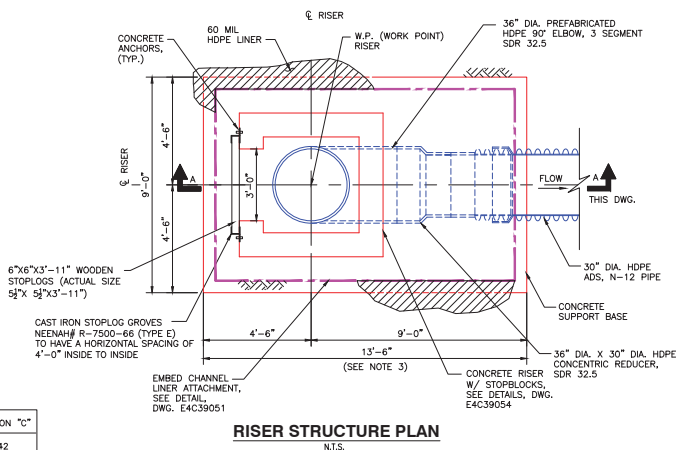 ℄ RISER
CONCRETE
ANCHORS,
(TYP.)
60 MIL
HDPE LINER
W.P. (WORK POINT)
RISER
36" DIA. PREFABRICATED
HDPE 90° ELBOW, 3 SEGMENT
SDR 32.5
℄ RISER
9'-0"
4'-6"
4'-6"
A
3'-0"
FLOW
A
THIS DWG.
6"X6"X3'-11" WOODEN
STOPLOGS (ACTUAL SIZE
5½"X 5½"X3'-11")
30" DIA. HDPE
ADS, N-12 PIPE
CONCRETE
SUPPORT BASE
CAST IRON STOPLOG GROVES
NEENAH# R-7500-66 (TYPE E)
TO HAVE A HORIZONTAL SPACING OF
4'-0" INSIDE TO INSIDE
4'-6"
9'-0"
13'-6"
(SEE NOTE 3)
36" DIA. X 30" DIA. HDPE
CONCENTRIC REDUCER,
SDR 32.5
EMBED CHANNEL
LINER ATTACHMENT,
SEE DETAIL,
DWG. E4C39051
CONCRETE RISER
W/ STOPBLOCKS,
SEE DETAILS, DWG.
E4C39054
ON "C"
42
RISER STRUCTURE PLAN
N.T.S.